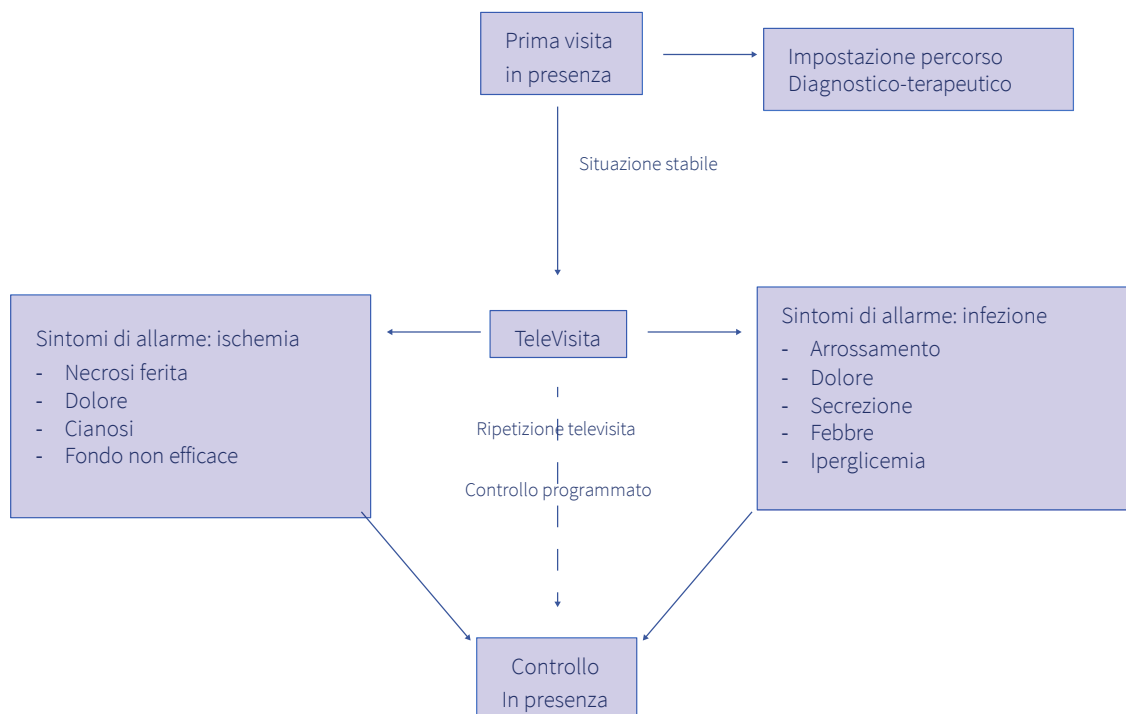 Prima visita
in presenza
Impostazione percorso
Diagnostico-terapeutico
Situazione stabile
Sintomi di allarme: ischemia
- Necrosi ferita
- Dolore
- Cianosi
- Fondo non efficace
TeleVisita
Sintomi di allarme: infezione
- Arrossamento
- Dolore
- Secrezione
- Febbre
- Iperglicemia
Ripetizione televisita
Controllo programmato
Controllo
In presenza